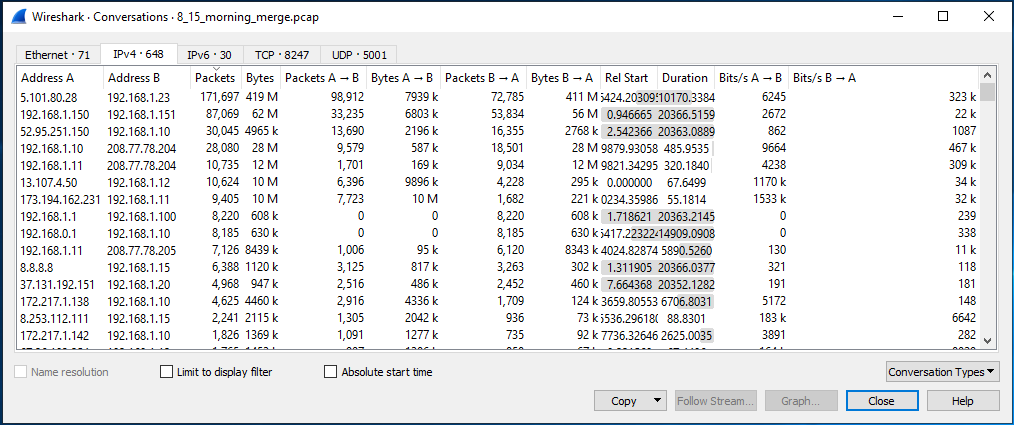 Wireshark · Conversations · 8_15_morning_merge.pcap
Ethernet · 71 IPv4 · 648 IPv6 · 30 TCP · 8247 UDP · 5001
Address A Address B Packets Bytes Packets A → B Bytes A → B Packets B → A Bytes B → A Rel Start Duration Bits/s A → B Bits/s B → A
5.101.80.28 192.168.1.23 171,697 419 M 98,912 7939 k 72,785 411 M 5424.2030953 10170.3384 6245 323 k
192.168.1.150 192.168.1.151 87,069 62 M 33,235 6803 k 53,834 56 M 0.946665 20366.5159 2672 22 k
52.95.251.150 192.168.1.10 30,045 4965 k 13,690 2196 k 16,355 2768 k 2.542366 20363.0889 862 1087
192.168.1.10 208.77.78.204 28,080 28 M 9,579 587 k 18,501 28 M 9879.93058 485.9535 9664 467 k
192.168.1.11 208.77.78.204 10,735 12 M 1,701 169 k 9,034 12 M 9821.34295 320.1840 4238 309 k
13.107.4.50 192.168.1.12 10,624 10 M 6,396 9896 k 4,228 295 k 0.000000 67.6499 1170 k 34 k
173.194.162.231 192.168.1.11 9,405 10 M 7,723 10 M 1,682 221 k 0234.35986 55.1814 1533 k 32 k
192.168.1.1 192.168.1.100 8,220 608 k 0 0 8,220 608 k 1.718621 20363.2145 0 239
192.168.0.1 192.168.1.10 8,185 630 k 0 0 8,185 630 k 14909.0908 0 338
192.168.1.11 208.77.78.205 7,126 8439 k 1,006 95 k 6,120 8343 k 4024.82874 5890.5260 130 11 k
8.8.8.8 192.168.1.15 6,388 1120 k 3,125 817 k 3,263 302 k 1.311905 20366.0377 321 118
37.131.192.151 192.168.1.20 4,968 947 k 2,516 486 k 2,452 460 k 7.664368 20352.1282 191 181
172.217.1.138 192.168.1.10 4,625 4460 k 2,916 4336 k 1,709 124 k 3659.80553 6706.8031 5172 148
8.253.112.111 192.168.1.15 2,241 2115 k 1,305 2042 k 936 73 k 5536.296180 88.8301 183 k 6642
172.217.1.142 192.168.1.10 1,826 1369 k 1,091 1277 k 735 92 k 7736.32646 2625.0035 3891 282
Name resolution Limit to display filter Absolute start time Conversation Types
Copy Follow Stream... Graph... Close Help